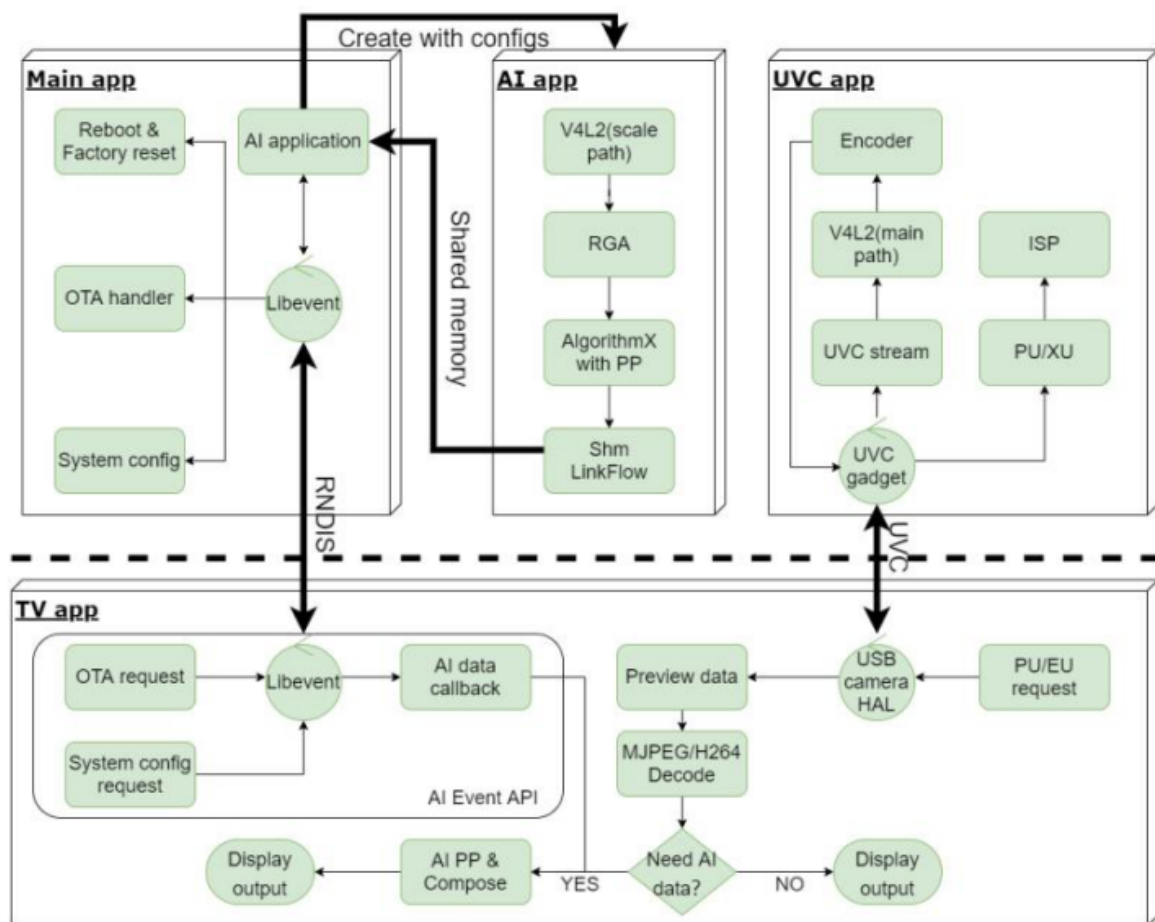 Create with configs
Main app
Reboot &
Factory reset
AI application
OTA handler
Libevent
System config
Shared memory
RNDIS
AI app
V4L2(scale
path)
RGA
AlgorithmX
with PP
Shm
LinkFlow
UVC app
Encoder
V4L2(main
path)
ISP
UVC stream
PU/XU
UVC
gadget
UVC
TV app
OTA request
Libevent
AI data
callback
System config
request
AI Event API
Preview data
USB
camera
HAL
PU/EU
request
MJPEG/H264
Decode
Display
output
AI PP &
Compose
YES
Need AI
data?
NO
Display
output